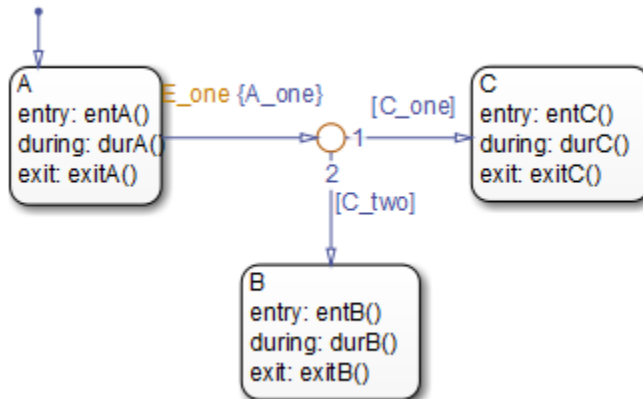 A
entry: entA()
during: durA()
exit: exitA()
E_one {A_one}
1
[C_one]
C
entry: entC()
during: durC()
exit: exitC()
2
[C_two]
B
entry: entB()
during: durB()
exit: exitB()